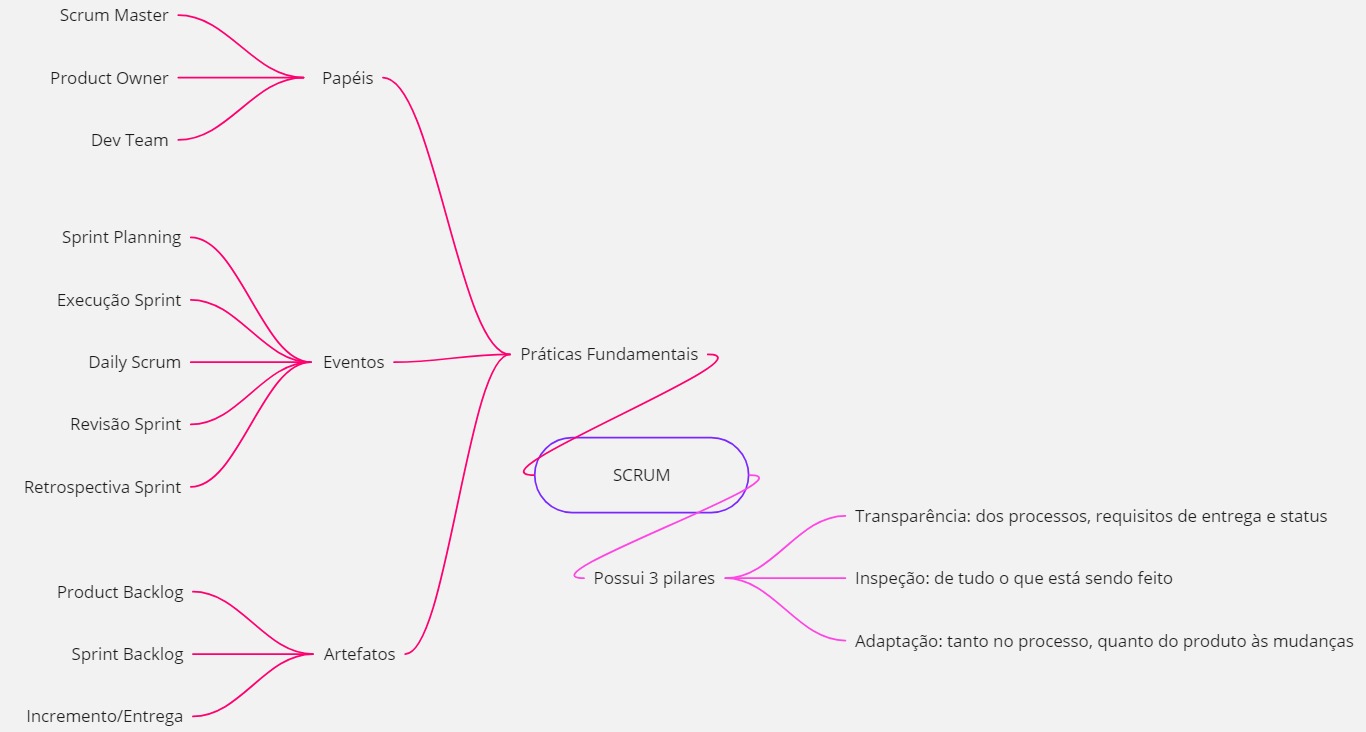 Scrum Master
Product Owner
Dev Team
Papéis
Sprint Planning
Execução Sprint
Daily Scrum
Revisão Sprint
Retrospectiva Sprint
Eventos
Product Backlog
Sprint Backlog
Incremento/Entrega
Artefatos
Práticas Fundamentais
SCRUM
Possui 3 pilares
Transparência: dos processos, requisitos de entrega e status
Inspeção: de tudo o que está sendo feito
Adaptação: tanto no processo, quanto do produto às mudanças